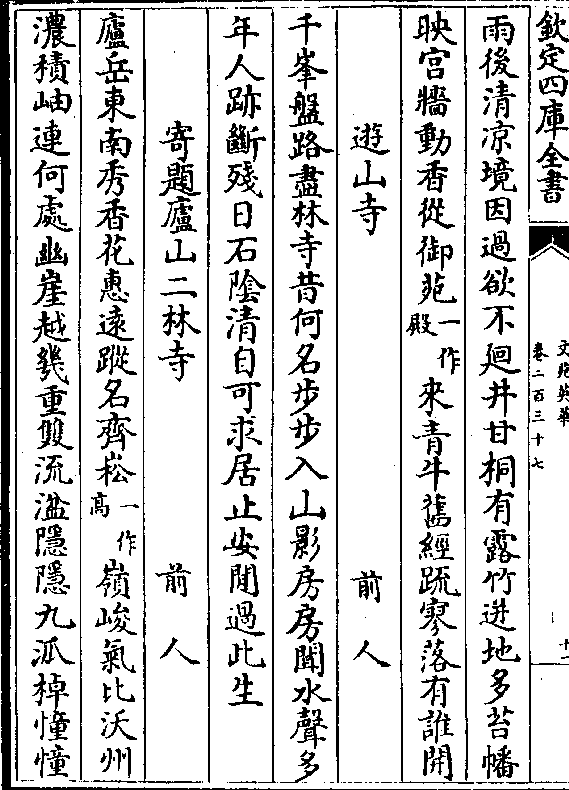 欽定四庫全書
文苑英華
卷二百三十七
十一
雨後清凉境因過欲不廻井甘桐有露竹迸地多苔幡
映宫牆動香從御苑一作殿來青牛舊經疏寥落有誰開
遊山寺 前人
千峯盤路盡林寺昔何名步步入山影房房聞水聲多
年人跡斷殘日石隂清自可求居止安閒過此生
寄題廬山二林寺 前人
廬岳東南秀香花惠遠蹤名齊崧一作高嶺峻氣比沃州
濃積岫連何處幽崖越幾重雙流湓隱隱九泒棹憧憧